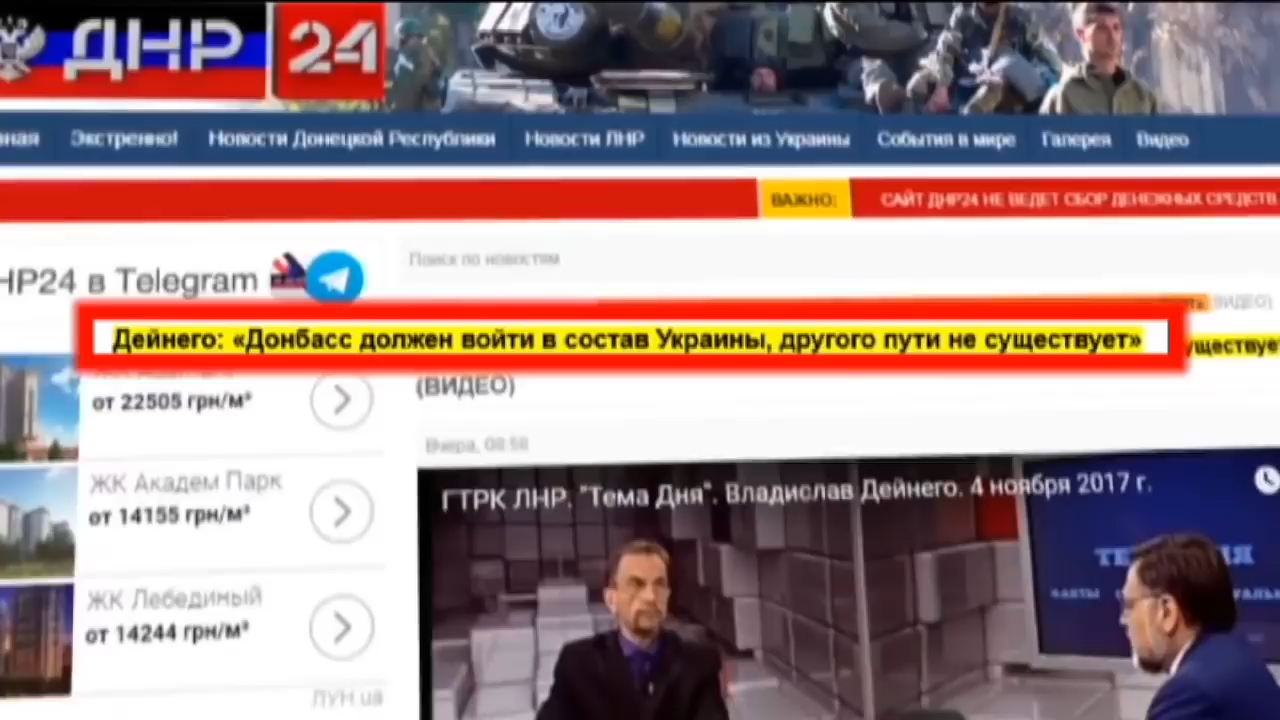 ДНР 24
Экстренно!
Новости Донецкой Республики
Новости ЛНР
Новости из Украины
События в мире
Галерея
Видео
ВАЖНО:
САЙТ ДНР24 НЕ ВЕДЕТ СБОР ДЕНЕЖНЫХ СРЕДСТВ
НР24 в Telegram
Поиск по новостям
ВИДЕО)
Дейнего: «Донбасс должен войти в состав Украины, другого пути не существует»
уществует
(ВИДЕО)
от 22505 грн/м²
Вчера, 08:58
ЖК Академ Парк
от 14155 грн/м²
ГТРК ЛНР. "Тема Дня". Владислав Дейнего. 4 ноября 2017 г.
ЖК Лебединый
от 14244 грн/м²
ЛУН.ua